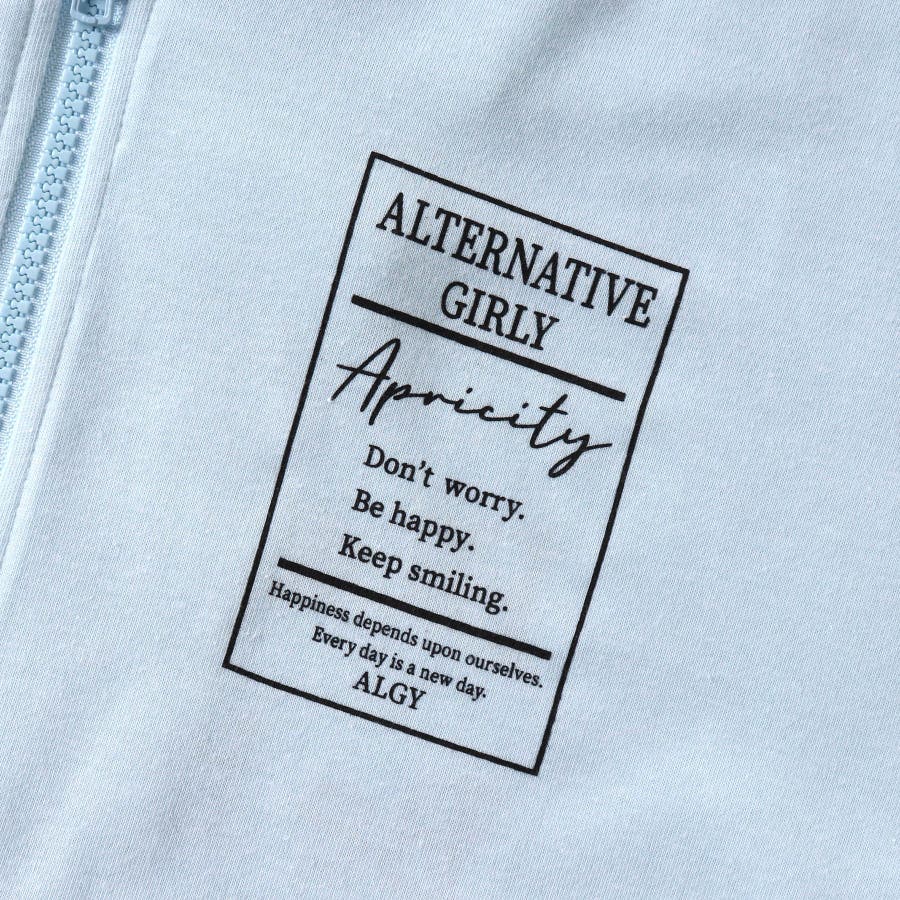 ALTERNATIVE
GIRLY
Apricity
Don't worry.
Be happy.
Keep smiling.
Happiness depends upon ourselves.
Every day is a new day.
ALGY